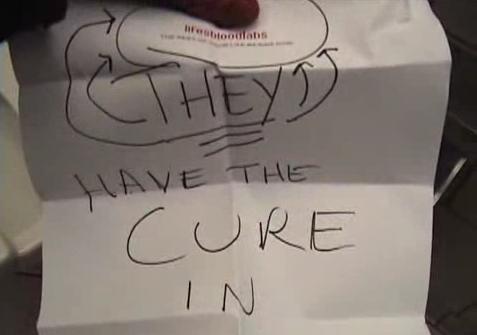 lifesbloodlabs
THEY
HAVE THE
CURE
IN